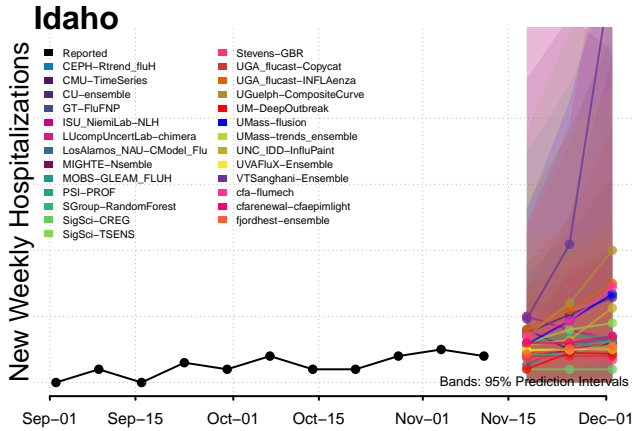 Idaho
New Weekly Hospitalizations
Reported
CEPH−Rtrend_fluH
CMU−TimeSeries
CU−ensemble
GT−FluFNP
ISU_NiemiLab−NLH
LUcompUncertLab−chimera
LosAlamos_NAU−CModel_Flu
MIGHTE−Nsemble
MOBS−GLEAM_FLUH
PSI−PROF
SGroup−RandomForest
SigSci−CREG
SigSci−TSENS
Stevens−GBR
UGA_flucast−Copycat
UGA_flucast−INFLAenza
UGuelph−CompositeCurve
UM−DeepOutbreak
UMass−flusion
UMass−trends_ensemble
UNC_IDD−InfluPaint
UVAFluX−Ensemble
VTSanghani−Ensemble
cfa−flumech
cfarenewal−cfaepimlight
fjordhest−ensemble
Bands: 95% Prediction Intervals
Sep−01 Sep−15 Oct−01 Oct−15 Nov−01 Nov−15 Dec−01